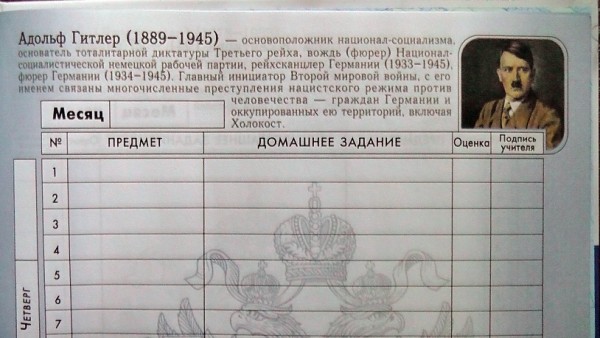 Адольф Гитлер (1889–1945) — основоположник национал-социализма,
основатель тоталитарной диктатуры Третьего рейха, вождь (фюрер) Национал-
социалистической немецкой рабочей партии, рейхсканцлер Германии (1933–1945),
фюрер Германии (1934–1945). Главный инициатор Второй мировой войны, с его
именем связаны многочисленные преступления нацистского режима против
человечества — граждан Германии и
оккупированных ею территорий, включая
Холокост.
Месяц
№ ПРЕДМЕТ ДОМАШНЕЕ ЗАДАНИЕ Оценка Подпись
учителя
1
2
3
4
5
6
7
ЧЕТВЕРГ